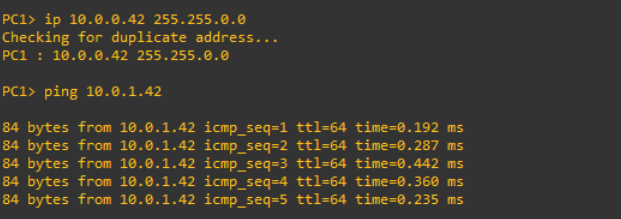 PC1> ip 10.0.0.42 255.255.0.0
Checking for duplicate address...
PC1 : 10.0.0.42 255.255.0.0
PC1> ping 10.0.1.42
84 bytes from 10.0.1.42 icmp_seq=1 ttl=64 time=0.192 ms
84 bytes from 10.0.1.42 icmp_seq=2 ttl=64 time=0.287 ms
84 bytes from 10.0.1.42 icmp_seq=3 ttl=64 time=0.442 ms
84 bytes from 10.0.1.42 icmp_seq=4 ttl=64 time=0.360 ms
84 bytes from 10.0.1.42 icmp_seq=5 ttl=64 time=0.235 ms